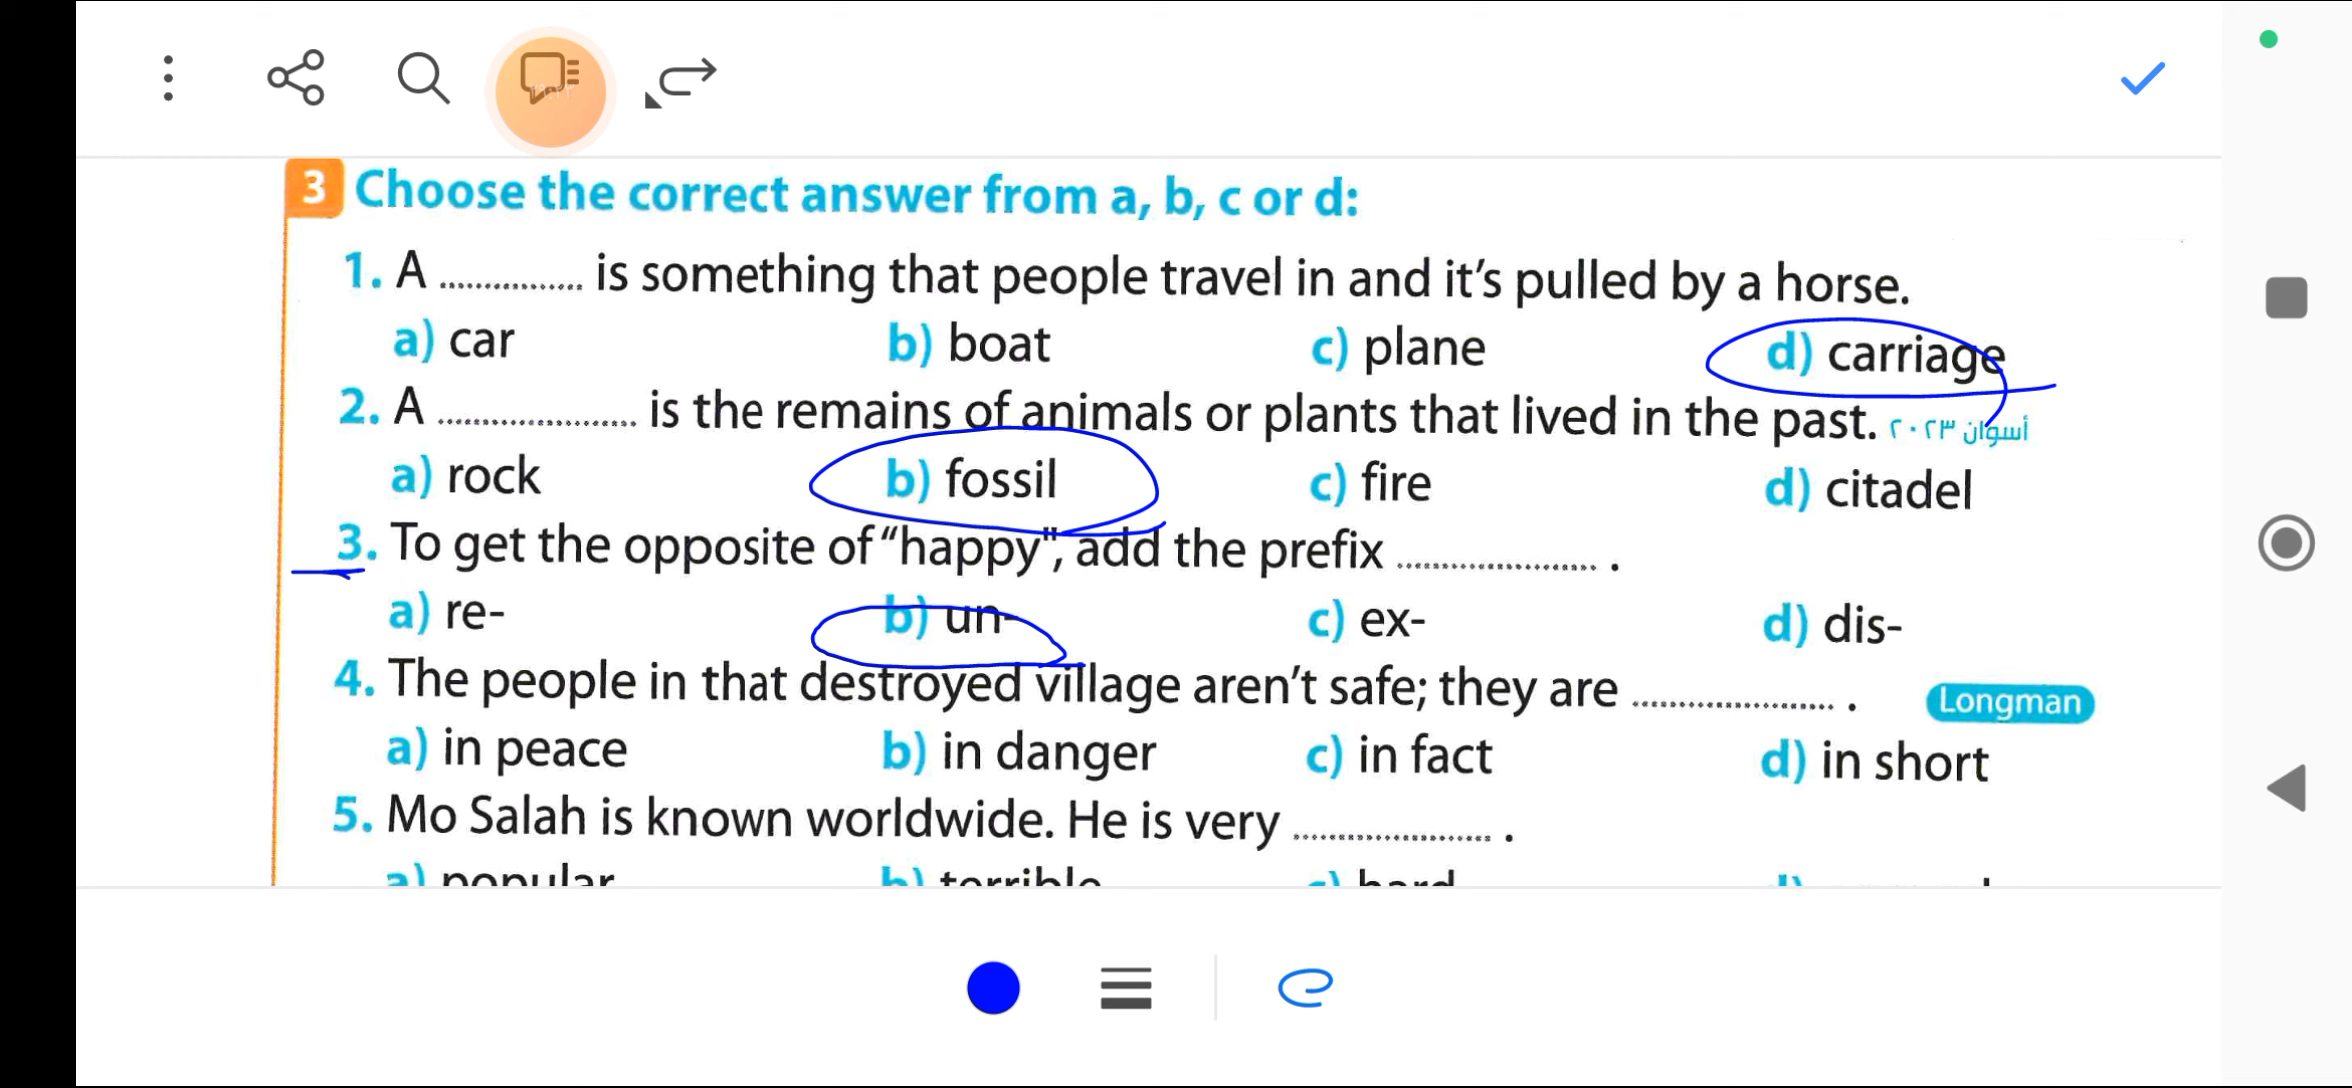 3 Choose the correct answer from a, b, c or d:
1. A ............... is something that people travel in and it's pulled by a horse.
a) car b) boat c) plane d) carriage
2. A .................... is the remains of animals or plants that lived in the past. أسوان ٢٠٢٣
a) rock b) fossil c) fire d) citadel
3. To get the opposite of "happy", add the prefix .................... .
a) re- b) un- c) ex- d) dis-
4. The people in that destroyed village aren't safe; they are .................... . Longman
a) in peace b) in danger c) in fact d) in short
5. Mo Salah is known worldwide. He is very .................... .
a) popular b) terrible c) hard